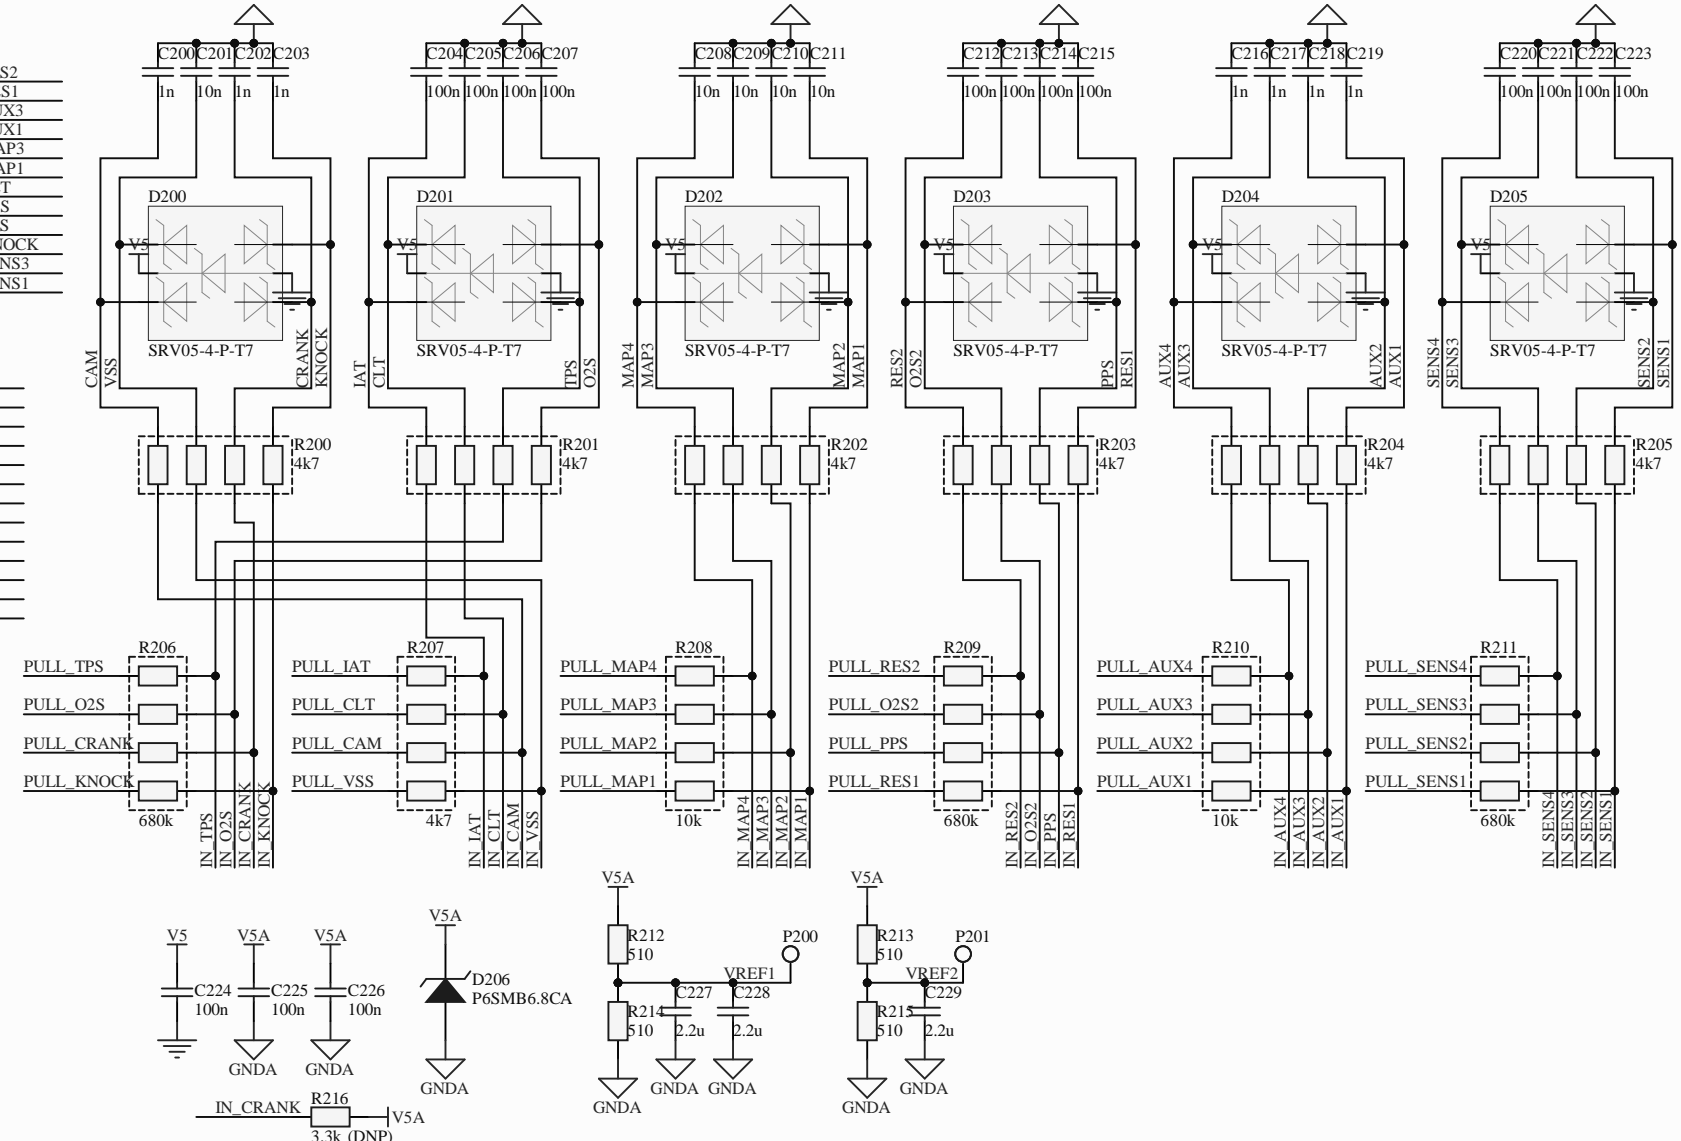 C200 C201 C202 C203
1n 10n 1n 1n
C204 C205 C206 C207
100n 100n 100n 100n
C208 C209 C210 C211
10n 10n 10n 10n
C212 C213 C214 C215
100n 100n 100n 100n
C216 C217 C218 C219
1n 1n 1n 1n
C220 C221 C222 C223
100n 100n 100n 100n
S2
S1
UX3
UX1
AP3
AP1
T
S
S
NOCK
NS3
NS1
D200
V5
SRV05-4-P-T7
CAM
VSS
CRANK
KNOCK
D201
V5
SRV05-4-P-T7
IAT
CLT
TPS
O2S
D202
V5
SRV05-4-P-T7
MAP4
MAP3
MAP2
MAP1
D203
V5
SRV05-4-P-T7
RES2
O2S2
PPS
RES1
D204
V5
SRV05-4-P-T7
AUX4
AUX3
AUX2
AUX1
D205
V5
SRV05-4-P-T7
SENS4
SENS3
SENS2
SENS1
R200
4k7
R201
4k7
R202
4k7
R203
4k7
R204
4k7
R205
4k7
R206
PULL_TPS
PULL_O2S
PULL_CRANK
PULL_KNOCK
680k
IN_TPS
IN_O2S
IN_CRANK
IN_KNOCK
R207
PULL_IAT
PULL_CLT
PULL_CAM
PULL_VSS
4k7
IN_IAT
IN_CLT
IN_CAM
IN_VSS
R208
PULL_MAP4
PULL_MAP3
PULL_MAP2
PULL_MAP1
10k
IN_MAP4
IN_MAP3
IN_MAP2
IN_MAP1
R209
PULL_RES2
PULL_O2S2
PULL_PPS
PULL_RES1
680k
IN_RES2
IN_O2S2
IN_PPS
IN_RES1
R210
PULL_AUX4
PULL_AUX3
PULL_AUX2
PULL_AUX1
10k
IN_AUX4
IN_AUX3
IN_AUX2
IN_AUX1
R211
PULL_SENS4
PULL_SENS3
PULL_SENS2
PULL_SENS1
680k
IN_SENS4
IN_SENS3
IN_SENS2
IN_SENS1
V5
C224
100n
V5A
C225
100n
GNDA
V5A
C226
100n
GNDA
V5A
D206
P6SMB6.8CA
GNDA
V5A
R212
510
P200
VREF1
R214
510
C227
2.2u
C228
2.2u
GNDA
GNDA
GNDA
V5A
R213
510
P201
VREF2
R215
510
C229
2.2u
GNDA
GNDA
IN_CRANK
R216
V5A
3.3k (DNP)